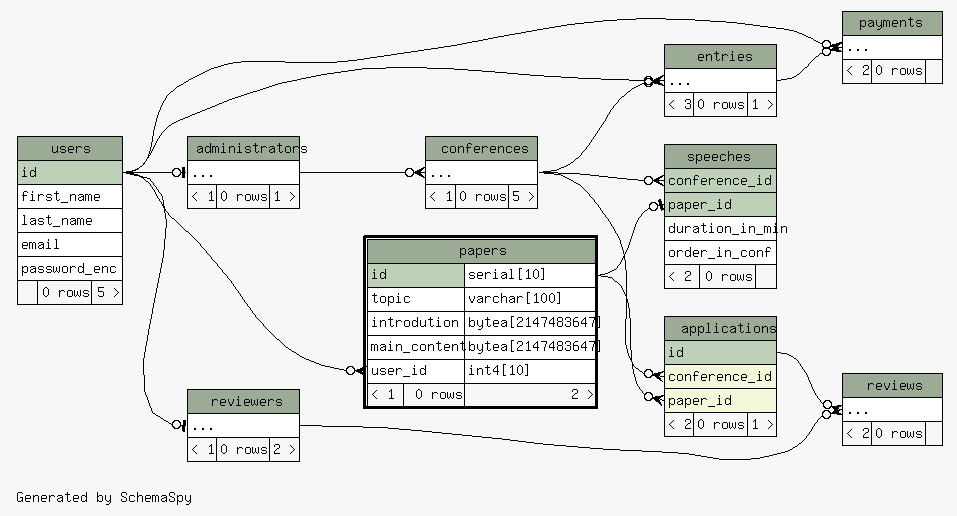 payments
...
< 2 0 rows
entries
...
< 3 0 rows 1 >
users
id
first_name
last_name
email
password_enc
0 rows 5 >
administrators
...
< 1 0 rows 1 >
conferences
...
< 1 0 rows 5 >
speeches
conference_id
paper_id
duration_in_min
order_in_conf
< 2 0 rows
papers
id serial[10]
topic varchar[100]
introdution bytea[2147483647]
main_content bytea[2147483647]
user_id int4[10]
< 1 0 rows 2 >
applications
id
conference_id
paper_id
< 2 0 rows 1 >
reviewers
...
< 1 0 rows 2 >
reviews
...
< 2 0 rows
Generated by SchemaSpy